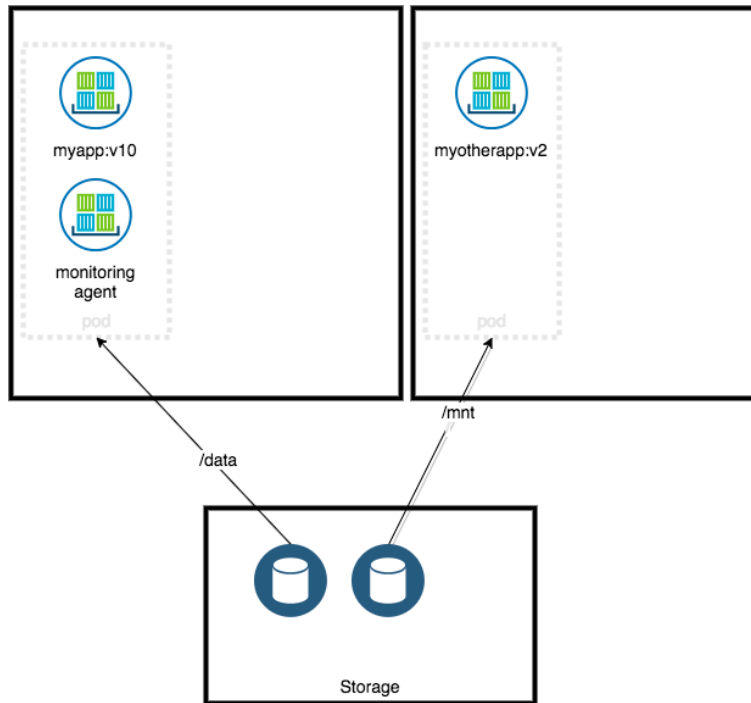 myapp:v10
monitoring
agent
pod
myotherapp:v2
pod
/data
/mnt
Storage